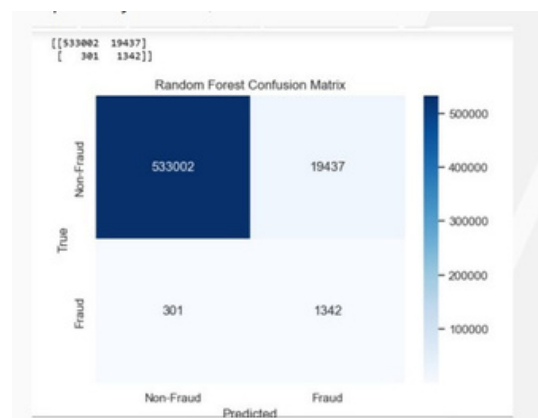 [[533002 19437]
[ 301 1342]]
Random Forest Confusion Matrix
Non-Fraud
533002
19437
True
Fraud
301
1342
Non-Fraud
Fraud
Predicted
500000
400000
300000
200000
100000